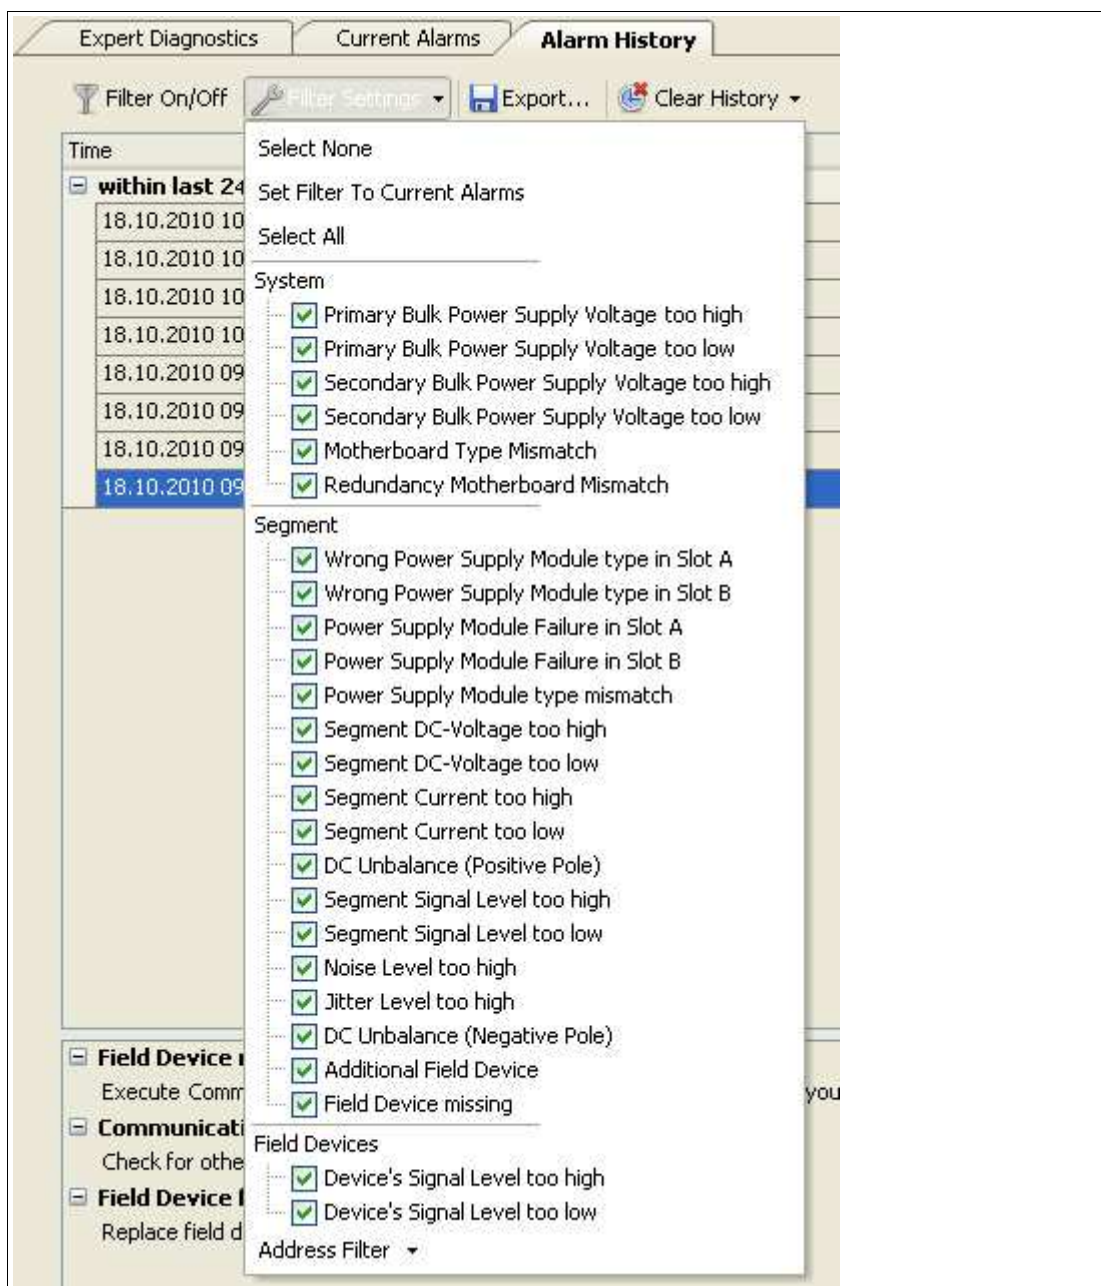 Expert Diagnostics Current Alarms Alarm History
Filter On/Off Filter Settings Export... Clear History
Time
Select None
within last 24
Set Filter To Current Alarms
18.10.2010 10
Select All
18.10.2010 10
System
18.10.2010 10
Primary Bulk Power Supply Voltage too high
18.10.2010 10
Primary Bulk Power Supply Voltage too low
18.10.2010 09
Secondary Bulk Power Supply Voltage too high
18.10.2010 09
Secondary Bulk Power Supply Voltage too low
18.10.2010 09
Motherboard Type Mismatch
18.10.2010 09
Redundancy Motherboard Mismatch
Segment
Wrong Power Supply Module type in Slot A
Wrong Power Supply Module type in Slot B
Power Supply Module Failure in Slot A
Power Supply Module Failure in Slot B
Power Supply Module type mismatch
Segment DC-Voltage too high
Segment DC-Voltage too low
Segment Current too high
Segment Current too low
DC Unbalance (Positive Pole)
Segment Signal Level too high
Segment Signal Level too low
Noise Level too high
Jitter Level too high
DC Unbalance (Negative Pole)
Field Device
Additional Field Device
Execute Comm you
Field Device missing
Communicati
Field Devices
Check for othe
Device's Signal Level too high
Field Device
Device's Signal Level too low
Replace field d
Address Filter